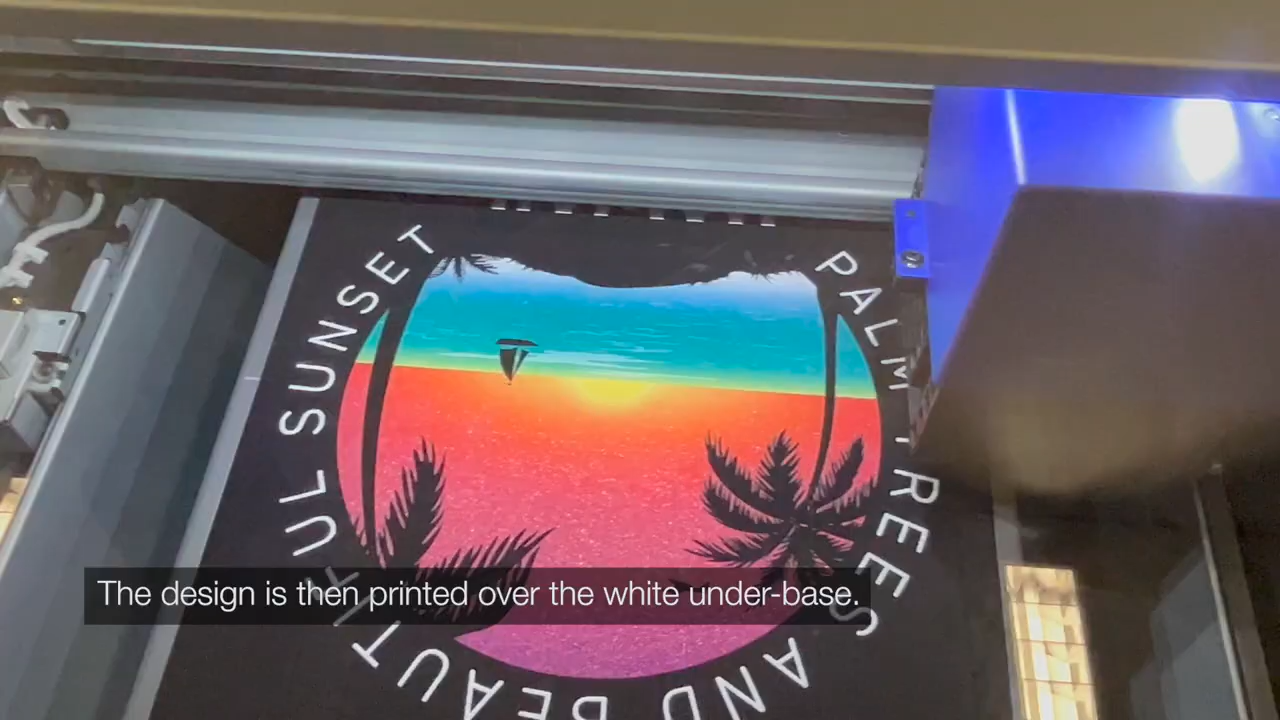 PALM TREES AND BEAUTIFUL SUNSET
The design is then printed over the white under-base.